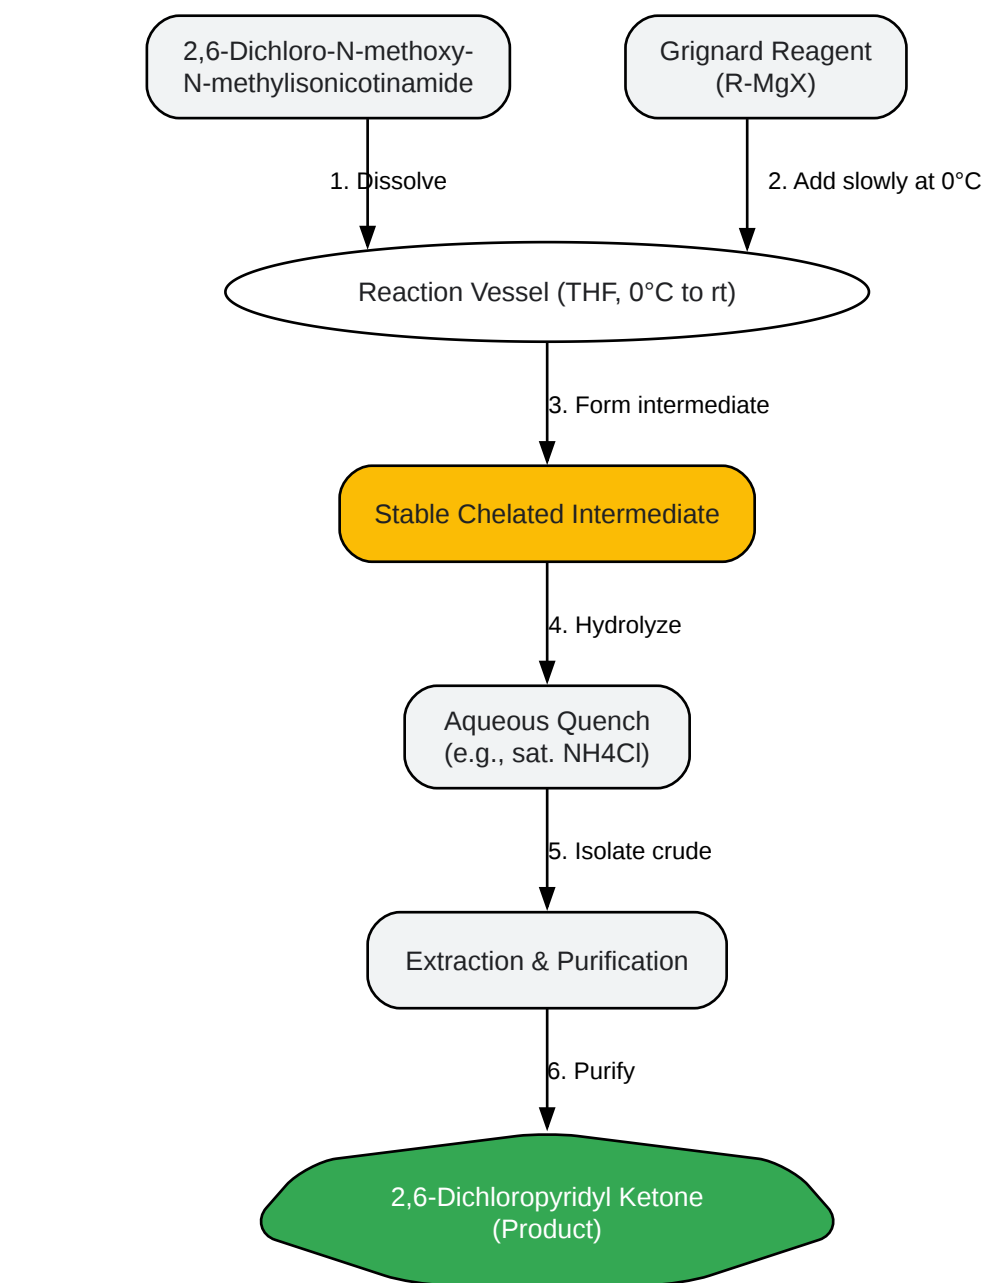 2,6-Dichloro-N-methoxy-
N-methylisonicotinamide
Grignard Reagent
(R-MgX)
1. Dissolve
2. Add slowly at 0°C
Reaction Vessel (THF, 0°C to rt)
3. Form intermediate
Stable Chelated Intermediate
4. Hydrolyze
Aqueous Quench
(e.g., sat. NH4Cl)
5. Isolate crude
Extraction & Purification
6. Purify
2,6-Dichloropyridyl Ketone
(Product)